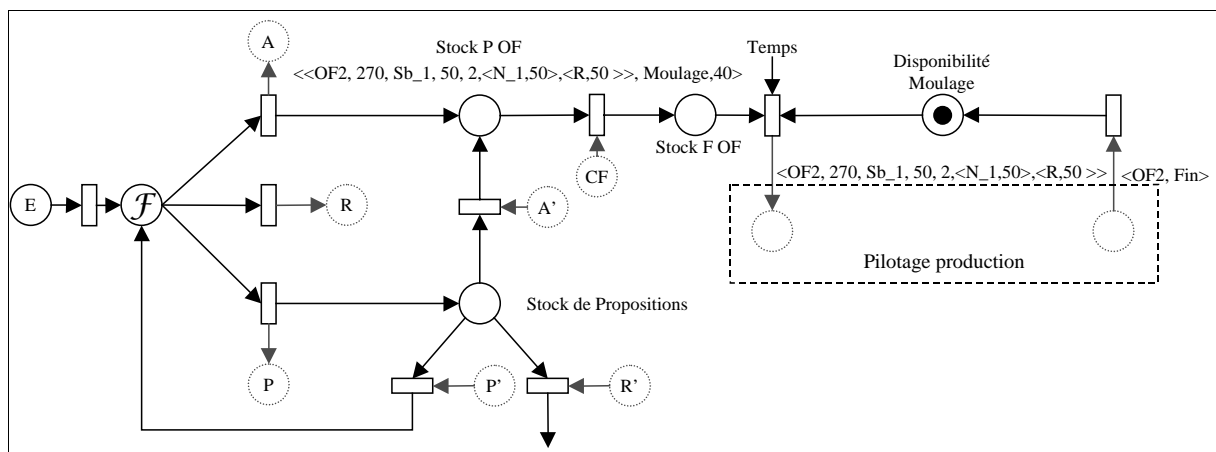 A
Stock P OF
Temps
Disponibilité
Moulage
<<OF2, 270, Sb_1, 50, 2,<N_1,50>,<R,50 >>, Moulage,40>
Stock F OF
CF
<OF2, 270, Sb_1, 50, 2,<N_1,50>,<R,50 >>
<OF2, Fin>
E
F
R
A'
Pilotage production
Stock de Propositions
P
P'
R'